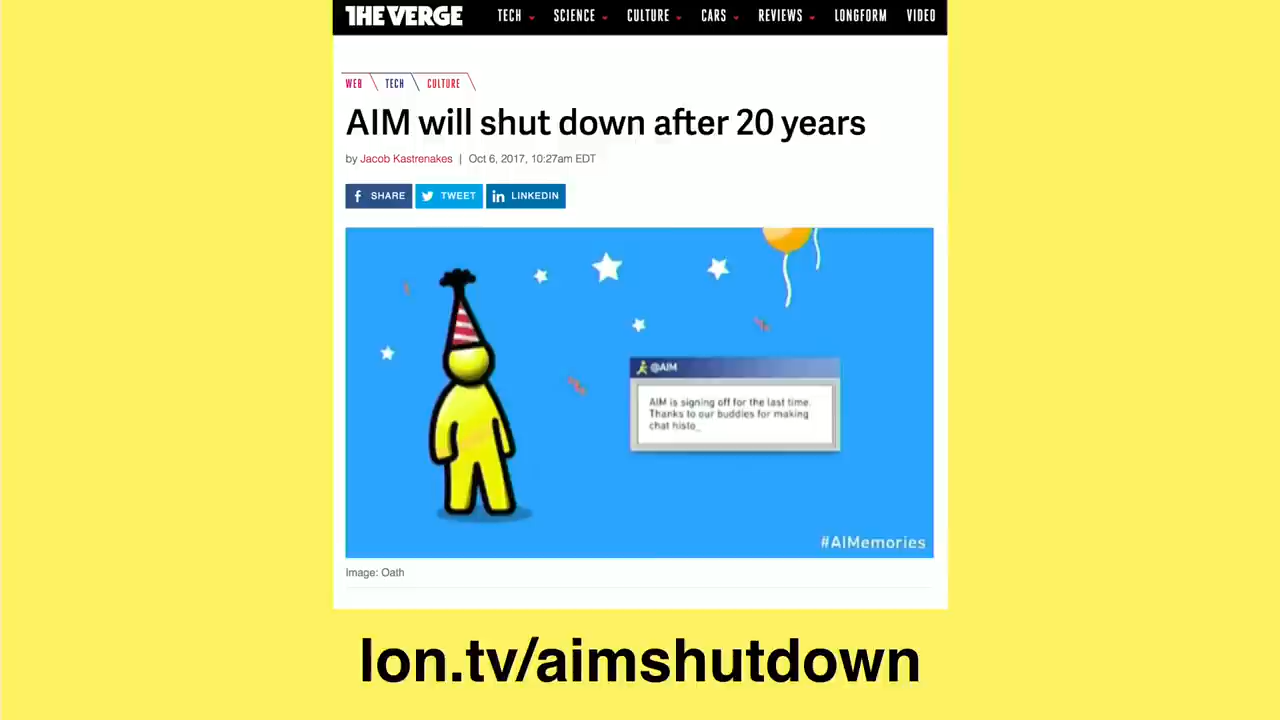 THE VERGE TECH SCIENCE CULTURE CARS REVIEWS LONGFORM VIDEO
WEB TECH CULTURE
AIM will shut down after 20 years
by Jacob Kastrenakes | Oct 6, 2017, 10:27am EDT
SHARE TWEET LINKEDIN
@AIM
AIM is signing off for the last time.
Thanks to our buddies for making
chat histo_
#AIMemories
Image: Oath
lon.tv/aimshutdown